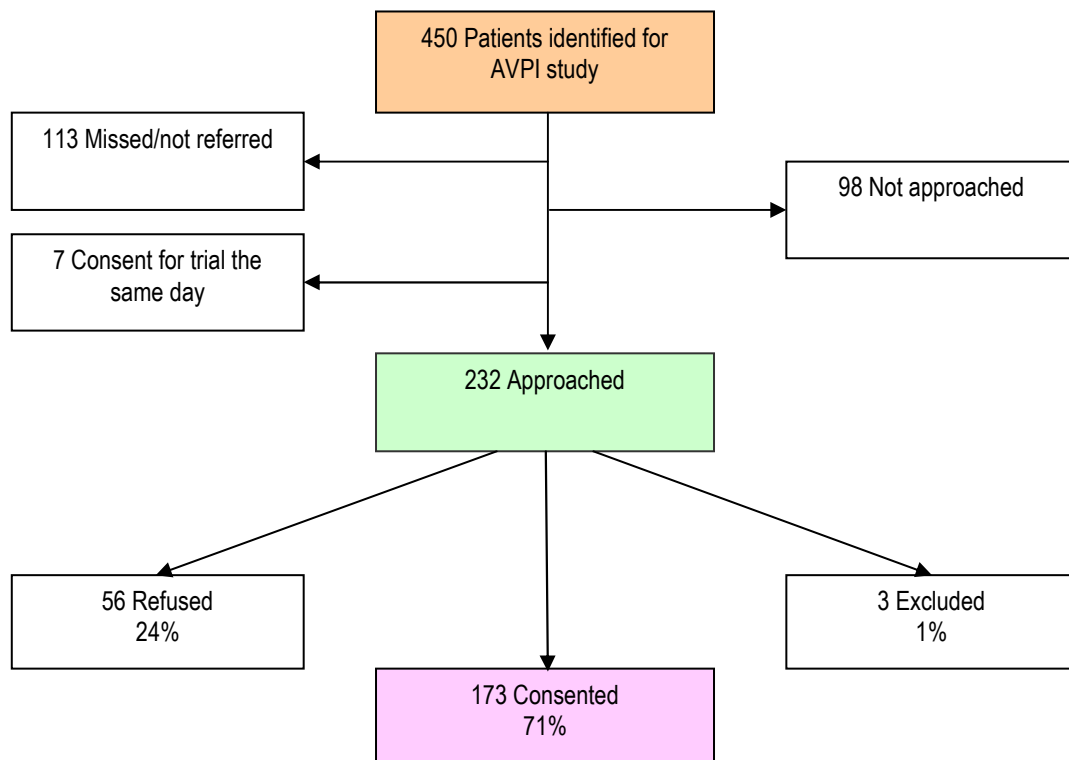 450 Patients identified for
AVPI study
113 Missed/not referred
98 Not approached
7 Consent for trial the
same day
232 Approached
56 Refused
24%
3 Excluded
1%
173 Consented
71%